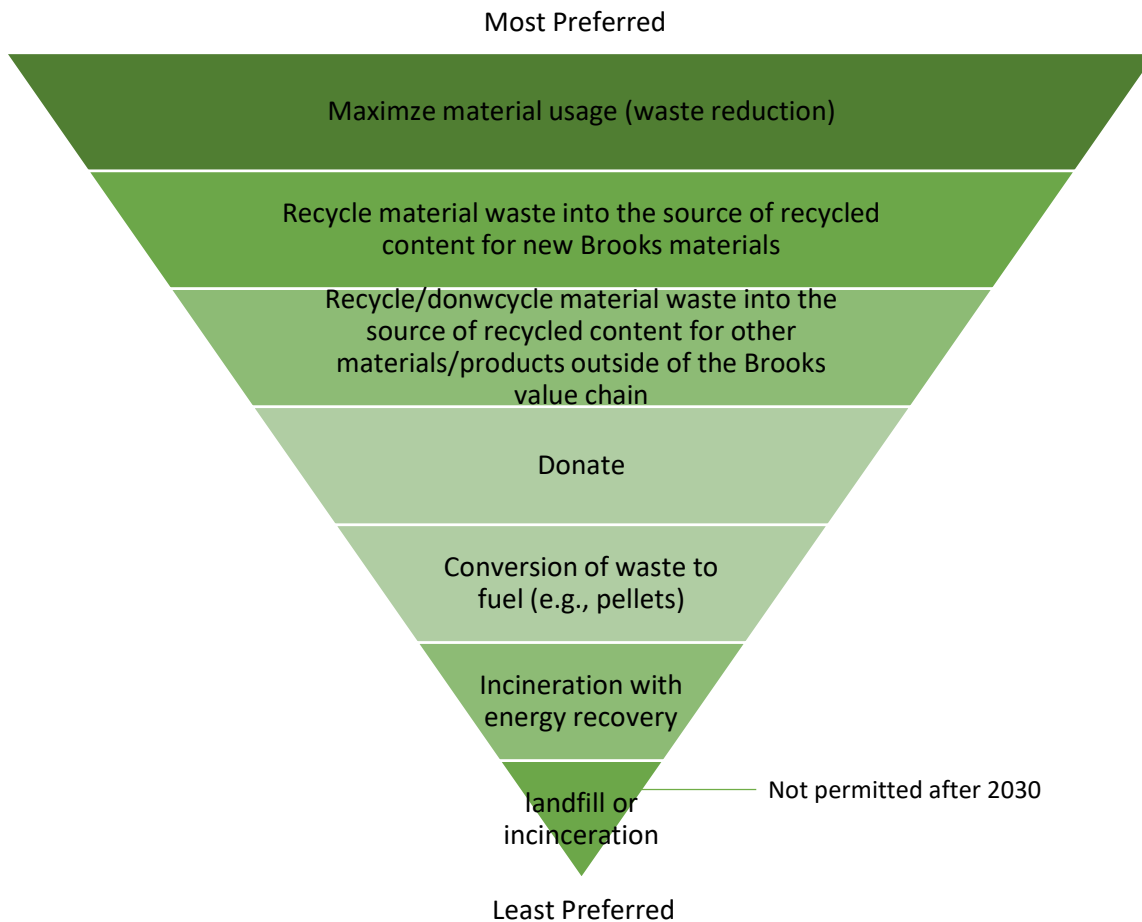 Most Preferred
Maximze material usage (waste reduction)
Recycle material waste into the source of recycled
content for new Brooks materials
Recycle/donwcycle material waste into the
source of recycled content for other
materials/products outside of the Brooks
value chain
Donate
Conversion of waste to
fuel (e.g., pellets)
Incineration with
energy recovery
landfill or
incinceration
Not permitted after 2030
Least Preferred